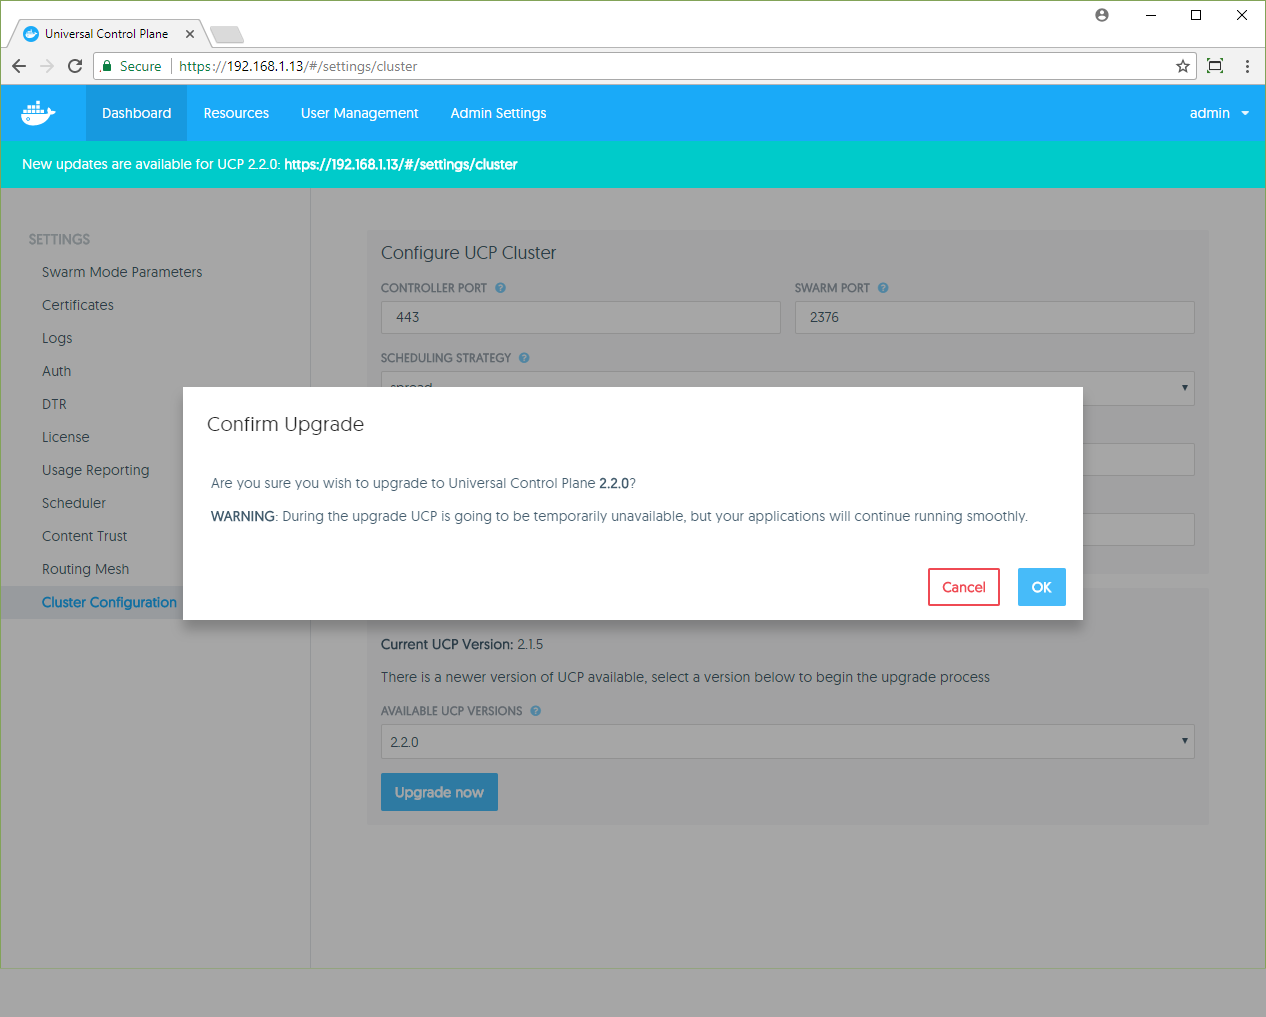 Universal Control Plane
Secure https://192.168.1.13/#/settings/cluster
Dashboard Resources User Management Admin Settings admin
New updates are available for UCP 2.2.0: https://192.168.1.13/#/settings/cluster
SETTINGS
Swarm Mode Parameters
Certificates
Logs
Auth
DTR
License
Usage Reporting
Scheduler
Content Trust
Routing Mesh
Cluster Configuration
Configure UCP Cluster
CONTROLLER PORT ? SWARM PORT ?
443 2376
SCHEDULING STRATEGY ?
spread
Confirm Upgrade
Are you sure you wish to upgrade to Universal Control Plane 2.2.0?
WARNING: During the upgrade UCP is going to be temporarily unavailable, but your applications will continue running smoothly.
Cancel OK
Current UCP Version: 2.1.5
There is a newer version of UCP available, select a version below to begin the upgrade process
AVAILABLE UCP VERSIONS ?
2.2.0
Upgrade now